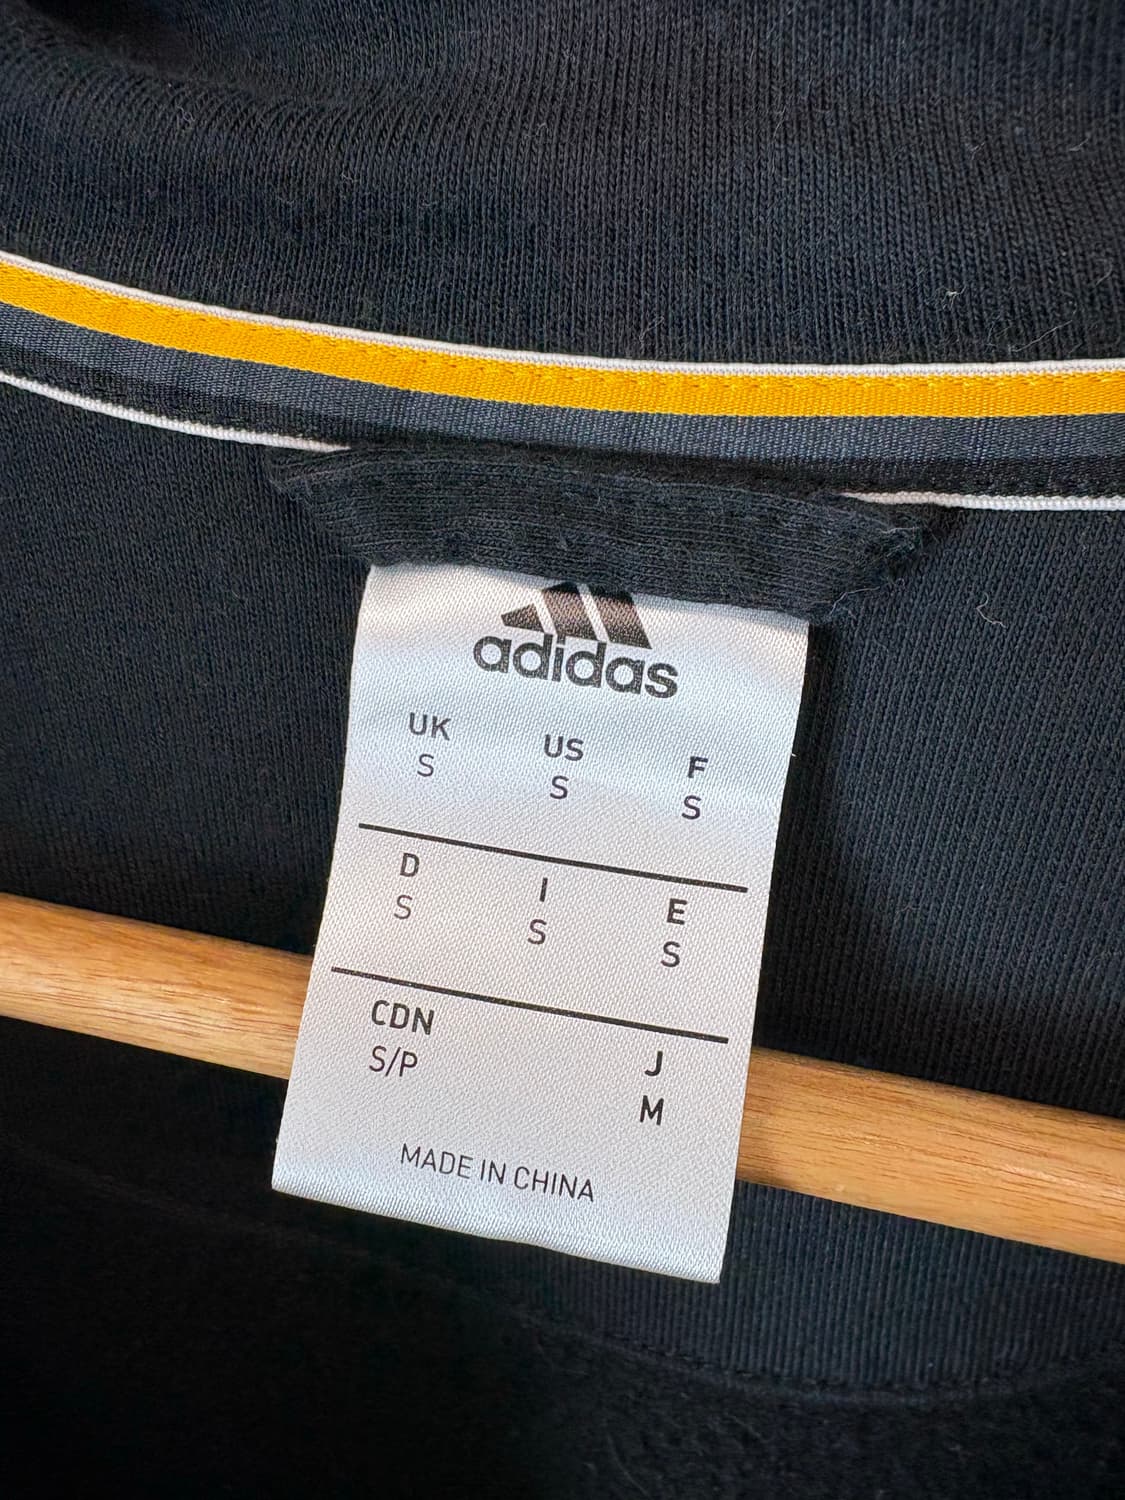 adidas
UK US F
S S S
D I E
S S S
CDN J
S/P M
MADE IN CHINA